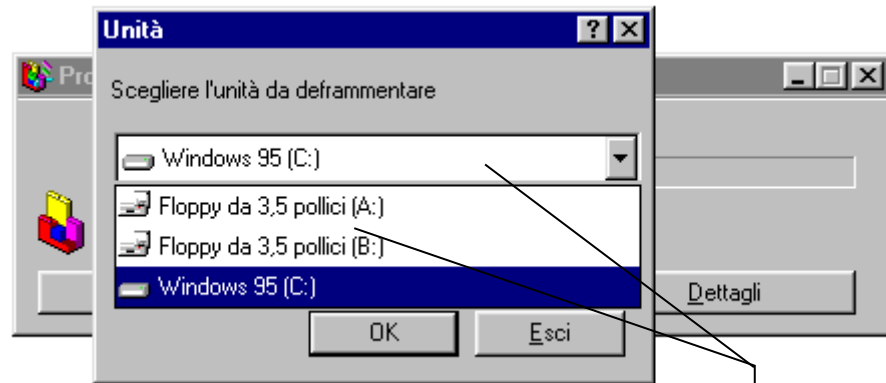 Unità
Pro
Scegliere l'unità da deframmentare
Windows 95 (C:)
Floppy da 3,5 pollici (A:)
Floppy da 3,5 pollici (B:)
Windows 95 (C:)
Dettagli
OK
Esci